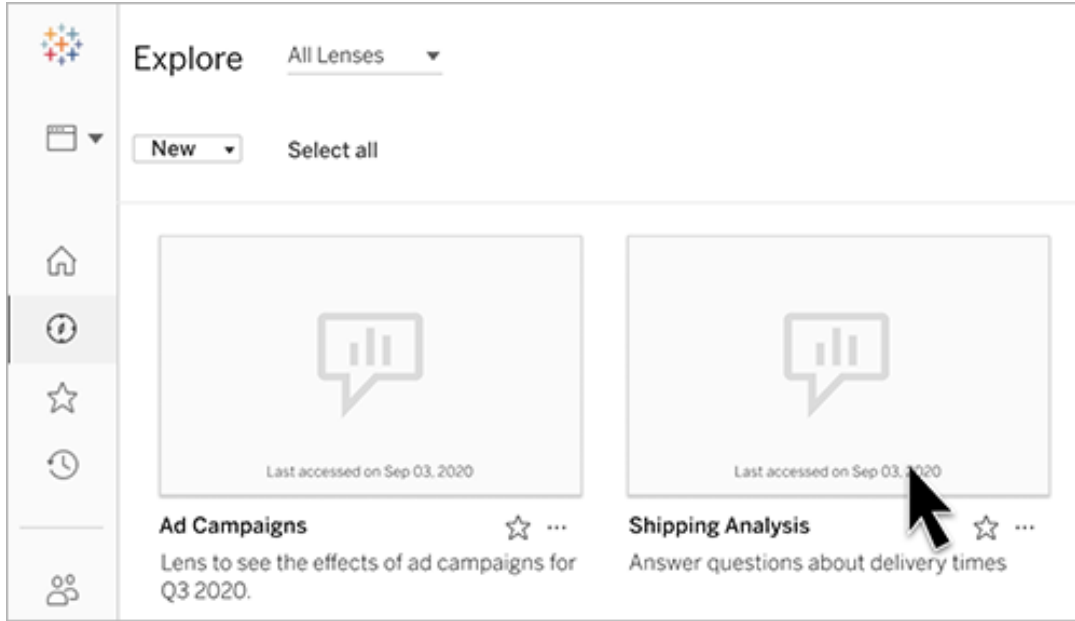 Explore All Lenses
New Select all
Last accessed on Sep 03, 2020
Last accessed on Sep 03, 2020
Ad Campaigns ...
Shipping Analysis ...
Lens to see the effects of ad campaigns for
Q3 2020.
Answer questions about delivery times